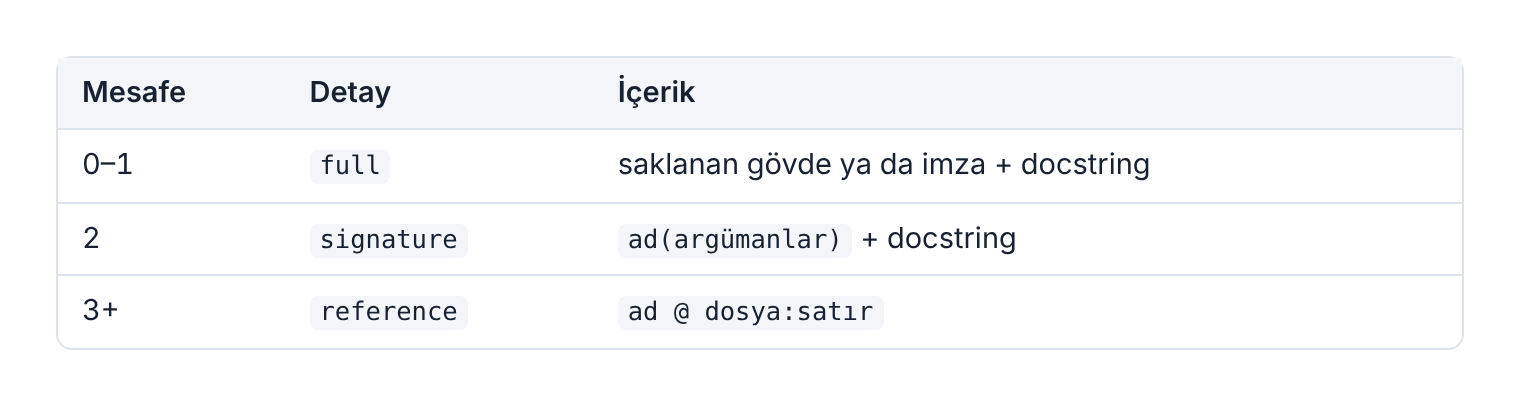 Mesafe Detay İçerik
0–1 full saklanan gövde ya da imza + docstring
2 signature ad(argümanlar) + docstring
3+ reference ad @ dosya:satır